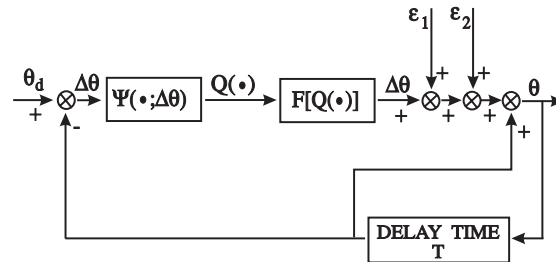 ε1 ε2
θd Δθ Ψ(•;Δθ) Q(•) F[Q(•)] Δθ + + θ
+ - + + + + +
DELAY TIME
T